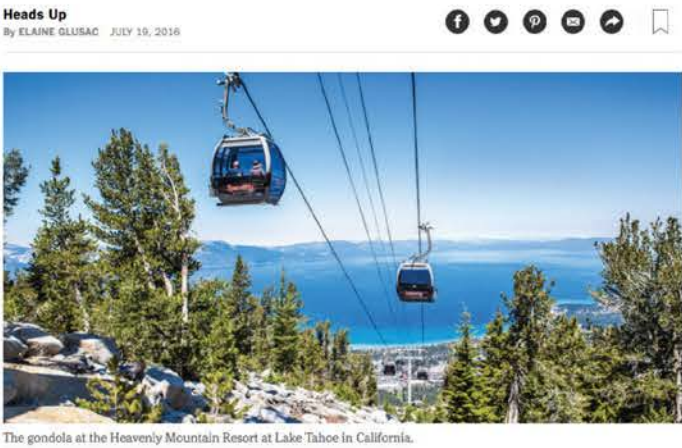 Heads Up
By ELAINE GLUSAC JULY 19, 2016
The gondola at the Heavenly Mountain Resort at Lake Tahoe in California.